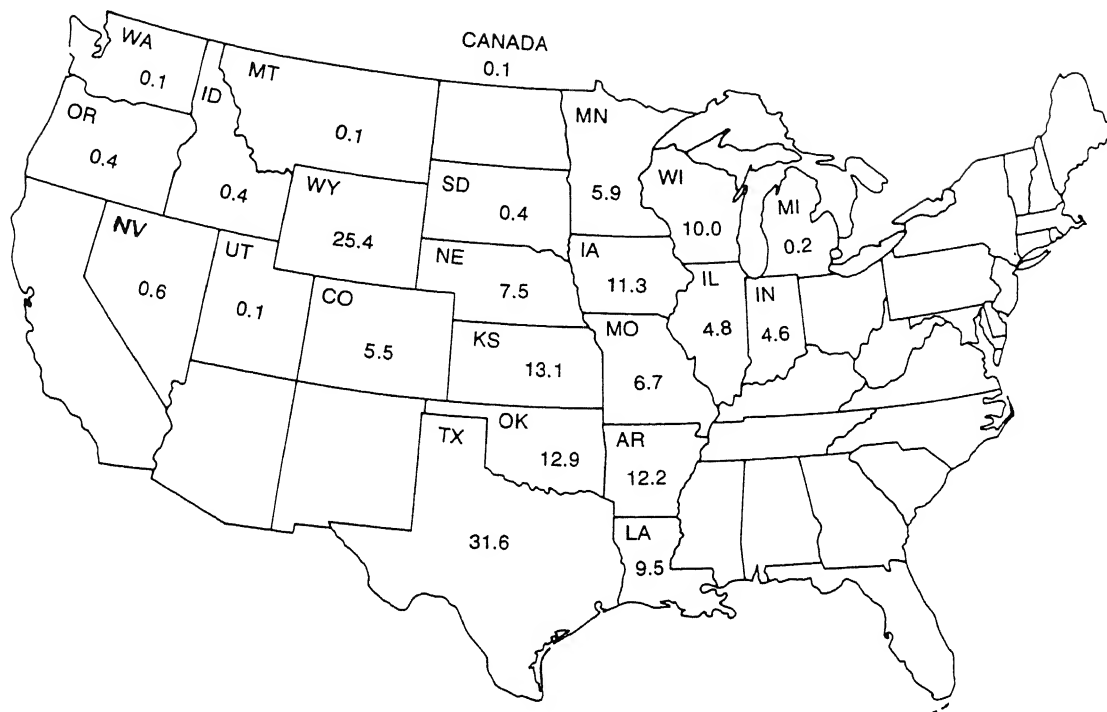 CANADA
0.1
WA
0.1
MT
0.1
ID
0.4
OR
0.4
MN
5.9
WI
10.0
SD
0.4
WY
25.4
MI
0.2
NV
0.6
UT
0.1
NE
7.5
IA
11.3
IL
4.8
IN
4.6
CO
5.5
KS
13.1
MO
6.7
TX
31.6
OK
12.9
AR
12.2
LA
9.5